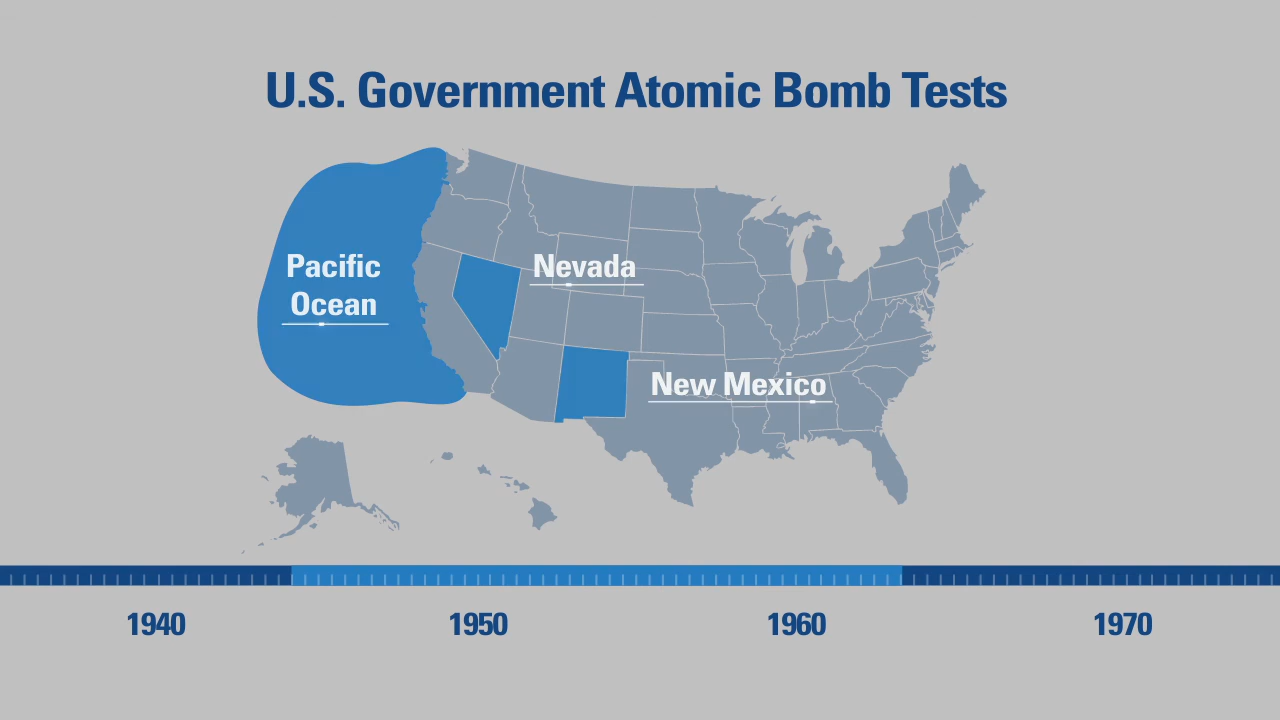 U.S. Government Atomic Bomb Tests
Pacific
Ocean
Nevada
New Mexico
1940
1950
1960
1970